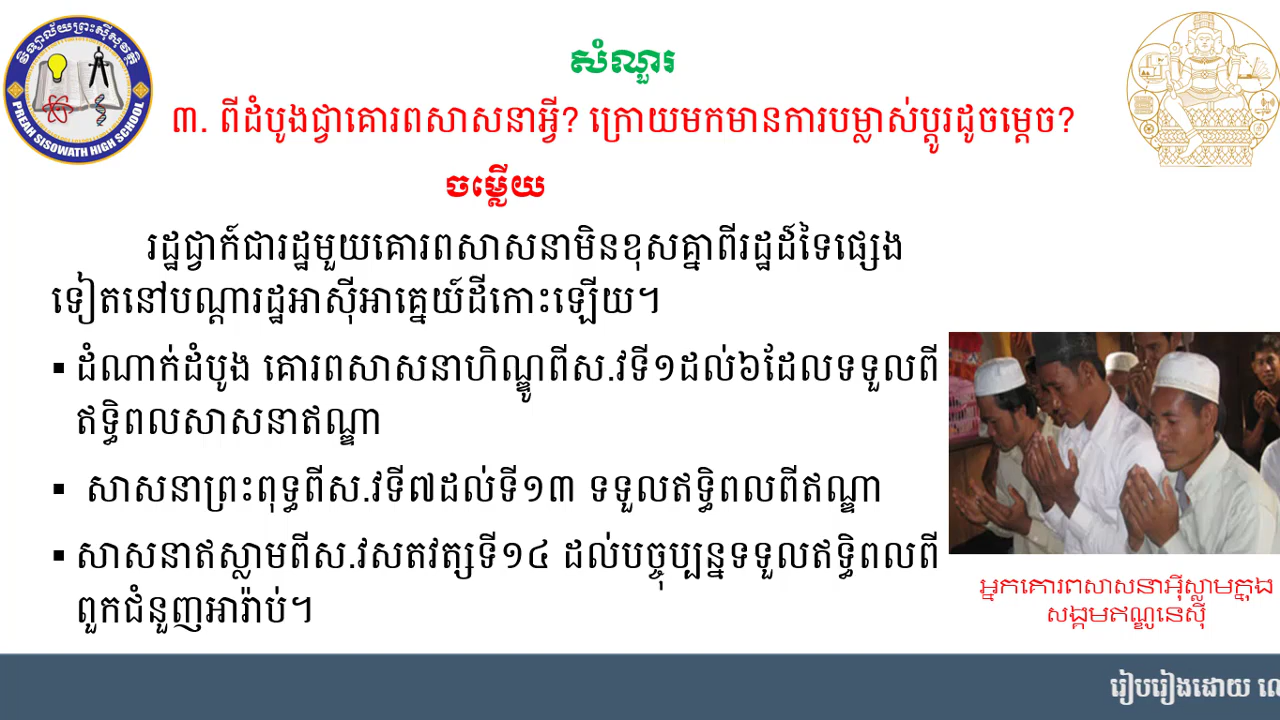 វិទ្យាល័យព្រះស៊ីសុវត្ថិ
PREAH SISOWATH HIGH SCHOOL
សំណួរ
៣. ពីដំបូងជ្វាគោរពសាសនាអ្វី? ក្រោយមកមានការបម្លាស់ប្តូរដូចម្តេច?
ចម្លើយ
រដ្ឋជ្វាក៍ជារដ្ឋមួយគោរពសាសនាមិនខុសគ្នាពីរដ្ឋដ៍ទៃផ្សេង
ទៀតនៅបណ្តារដ្ឋអាស៊ីអាគ្នេយ៍ដីកោះឡើយ។
▪ ដំណាក់ដំបូង គោរពសាសនាហិណ្ឌូពីស.វទី១ដល់៦ដែលទទួលពី
ឥទ្ធិពលសាសនាឥណ្ឌា
▪ សាសនាព្រះពុទ្ធពីស.វទី៧ដល់ទី១៣ ទទួលឥទ្ធិពលពីឥណ្ឌា
▪ សាសនាឥស្លាមពីស.វសតវត្សទី១៤ ដល់បច្ចុប្បន្នទទួលឥទ្ធិពលពី
ពួកជំនួញអារ៉ាប់។
អ្នកគោរពសាសនាអ៊ីស្លាមក្នុង
សង្គមឥណ្ឌូនេស៊ី
រៀបរៀងដោយ